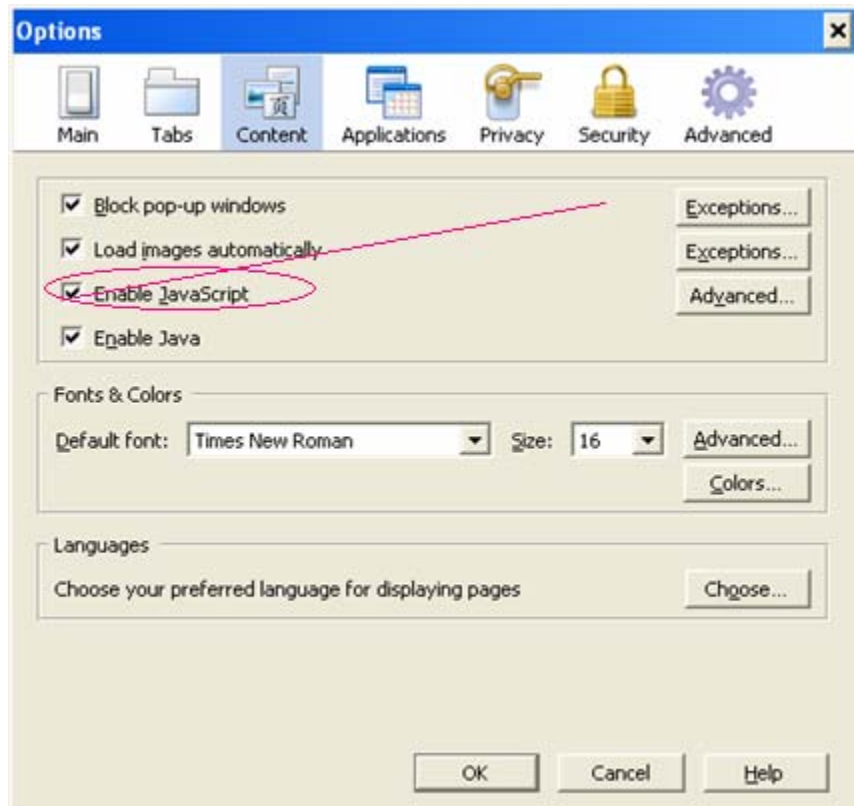 Options
Main Tabs Content Applications Privacy Security Advanced
页
Block pop-up windows Exceptions...
Load images automatically Exceptions...
Enable JavaScript Advanced...
Enable Java
Fonts & Colors
Default font: Times New Roman Size: 16 Advanced...
Colors...
Languages
Choose your preferred language for displaying pages Choose...
OK Cancel Help